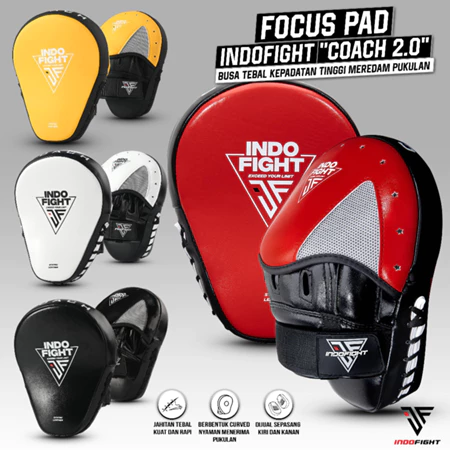 FOCUS PAD
INDOFIGHT "COACH 2.0"
BUSA TEBAL KEPADATAN TINGGI MEREDAM PUKULAN
INDO
FIGHT
INDO
FIGHT
EXCEED YOUR LIMIT
INDO
FIGHT
INDO
FIGHT
INDO
FIGHT
INDOFIGHT
JAHITAN TEBAL
KUAT DAN RAPI
BERBENTUK CURVED
NYAMAN MENERIMA
PUKULAN
DIJUAL SEPASANG
KIRI DAN KANAN
INDOFIGHT